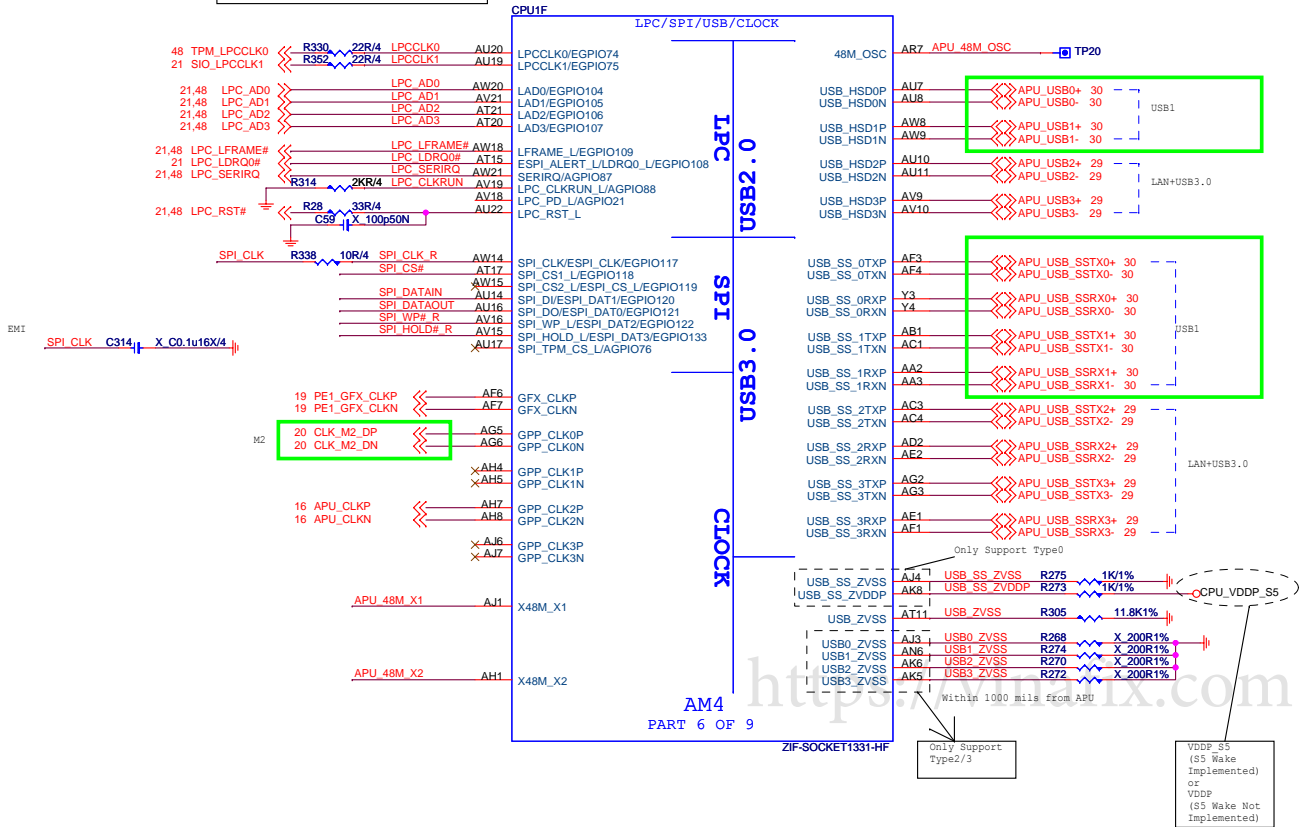 CPU1F
LPC/SPI/USB/CLOCK
48 TPM_LPCCLK0 R330 22R/4 LPCCLK0 AU20 LPCCLK0/EGPIO74
21 SIO_LPCCLK1 R352 22R/4 LPCCLK1 AU19 LPCCLK1/EGPIO75
21,48 LPC_AD0 LPC_AD0 AW20 LAD0/EGPIO104
21,48 LPC_AD1 LPC_AD1 AV21 LAD1/EGPIO105
21,48 LPC_AD2 LPC_AD2 AT21 LAD2/EGPIO106
21,48 LPC_AD3 LPC_AD3 AT20 LAD3/EGPIO107
21,48 LPC_LFRAME# LPC_LFRAME# AW18 LFRAME_L/EGPIO109
21 LPC_LDRQ0# LPC_LDRQ0# AT15 ESPI_ALERT_L/LDRQ0_L/EGPIO108
21,48 LPC_SERIRQ LPC_SERIRQ AW21 SERIRQ/AGPIO87
R314 2KR/4 LPC_CLKRUN AV19 LPC_CLKRUN_L/AGPIO88
AV18 LPC_PD_L/AGPIO21
21,48 LPC_RST# R28 33R/4 AU22 LPC_RST_L
C59 X_100p50N
SPI_CLK R338 10R/4 SPI_CLK_R AW14 SPI_CLK/ESPI_CLK/EGPIO117
SPI_CS# AT17 SPI_CS1_L/EGPIO118
AW15 SPI_CS2_L/ESPI_CS_L/EGPIO119
SPI_DATAIN AU14 SPI_DI/ESPI_DAT1/EGPIO120
SPI_DATAOUT AU16 SPI_DO/ESPI_DAT0/EGPIO121
SPI_WP#_R AV16 SPI_WP_L/ESPI_DAT2/EGPIO122
SPI_HOLD#_R AV15 SPI_HOLD_L/ESPI_DAT3/EGPIO133
AU17 SPI_TPM_CS_L/AGPIO76
EMI
SPI_CLK C314 X_C0.1u16X/4
19 PE1_GFX_CLKP AF6 GFX_CLKP
19 PE1_GFX_CLKN AF7 GFX_CLKN
M2
20 CLK_M2_DP AG5 GPP_CLK0P
20 CLK_M2_DN AG6 GPP_CLK0N
AH4 GPP_CLK1P
AH5 GPP_CLK1N
16 APU_CLKP AH7 GPP_CLK2P
16 APU_CLKN AH8 GPP_CLK2N
AJ6 GPP_CLK3P
AJ7 GPP_CLK3N
APU_48M_X1 AJ1 X48M_X1
APU_48M_X2 AH1 X48M_X2
LPC
USB2.0
SPI
USB3.0
CLOCK
48M_OSC AR7 APU_48M_OSC TP20
USB_HSD0P AU7 APU_USB0+ 30
USB_HSD0N AU8 APU_USB0- 30
USB1
USB_HSD1P AW8 APU_USB1+ 30
USB_HSD1N AW9 APU_USB1- 30
USB_HSD2P AU10 APU_USB2+ 29
USB_HSD2N AU11 APU_USB2- 29
LAN+USB3.0
USB_HSD3P AV9 APU_USB3+ 29
USB_HSD3N AV10 APU_USB3- 29
USB_SS_0TXP AF3 APU_USB_SSTX0+ 30
USB_SS_0TXN AF4 APU_USB_SSTX0- 30
USB_SS_0RXP Y3 APU_USB_SSRX0+ 30
USB_SS_0RXN Y4 APU_USB_SSRX0- 30
USB1
USB_SS_1TXP AB1 APU_USB_SSTX1+ 30
USB_SS_1TXN AC1 APU_USB_SSTX1- 30
USB_SS_1RXP AA2 APU_USB_SSRX1+ 30
USB_SS_1RXN AA3 APU_USB_SSRX1- 30
USB_SS_2TXP AC3 APU_USB_SSTX2+ 29
USB_SS_2TXN AC4 APU_USB_SSTX2- 29
USB_SS_2RXP AD2 APU_USB_SSRX2+ 29
USB_SS_2RXN AE2 APU_USB_SSRX2- 29
LAN+USB3.0
USB_SS_3TXP AG2 APU_USB_SSTX3+ 29
USB_SS_3TXN AG3 APU_USB_SSTX3- 29
USB_SS_3RXP AE1 APU_USB_SSRX3+ 29
USB_SS_3RXN AF1 APU_USB_SSRX3- 29
Only Support Type0
USB_SS_ZVSS AJ4 USB_SS_ZVSS R275 1K/1%
USB_SS_ZVDDP AK8 USB_SS_ZVDDP R273 1K/1% CPU_VDDP_S5
USB_ZVSS AT11 USB_ZVSS R305 11.8K1%
USB0_ZVSS AJ3 USB0_ZVSS R268 X_200R1%
USB1_ZVSS AN6 USB1_ZVSS R274 X_200R1%
USB2_ZVSS AK6 USB2_ZVSS R270 X_200R1%
USB3_ZVSS AK5 USB3_ZVSS R272 X_200R1%
https://vinafix.com
Within 1000 mils from APU
AM4
PART 6 OF 9
ZIF-SOCKET1331-HF
Only Support
Type2/3
VDDP_S5
(S5 Wake
Implemented)
or
VDDP
(S5 Wake Not
Implemented)